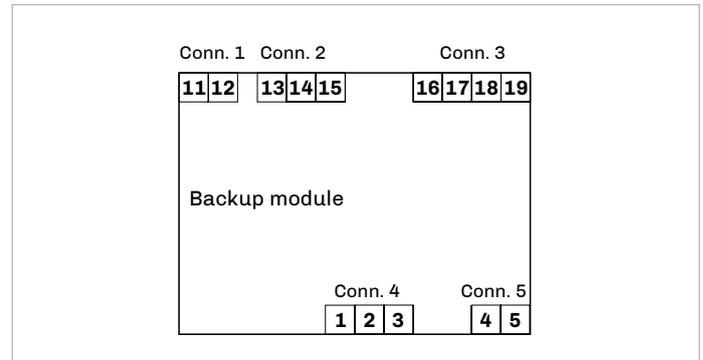 Conn. 1 Conn. 2 Conn. 3
11 12 13 14 15 16 17 18 19
Backup module
Conn. 4 Conn. 5
1 2 3 4 5